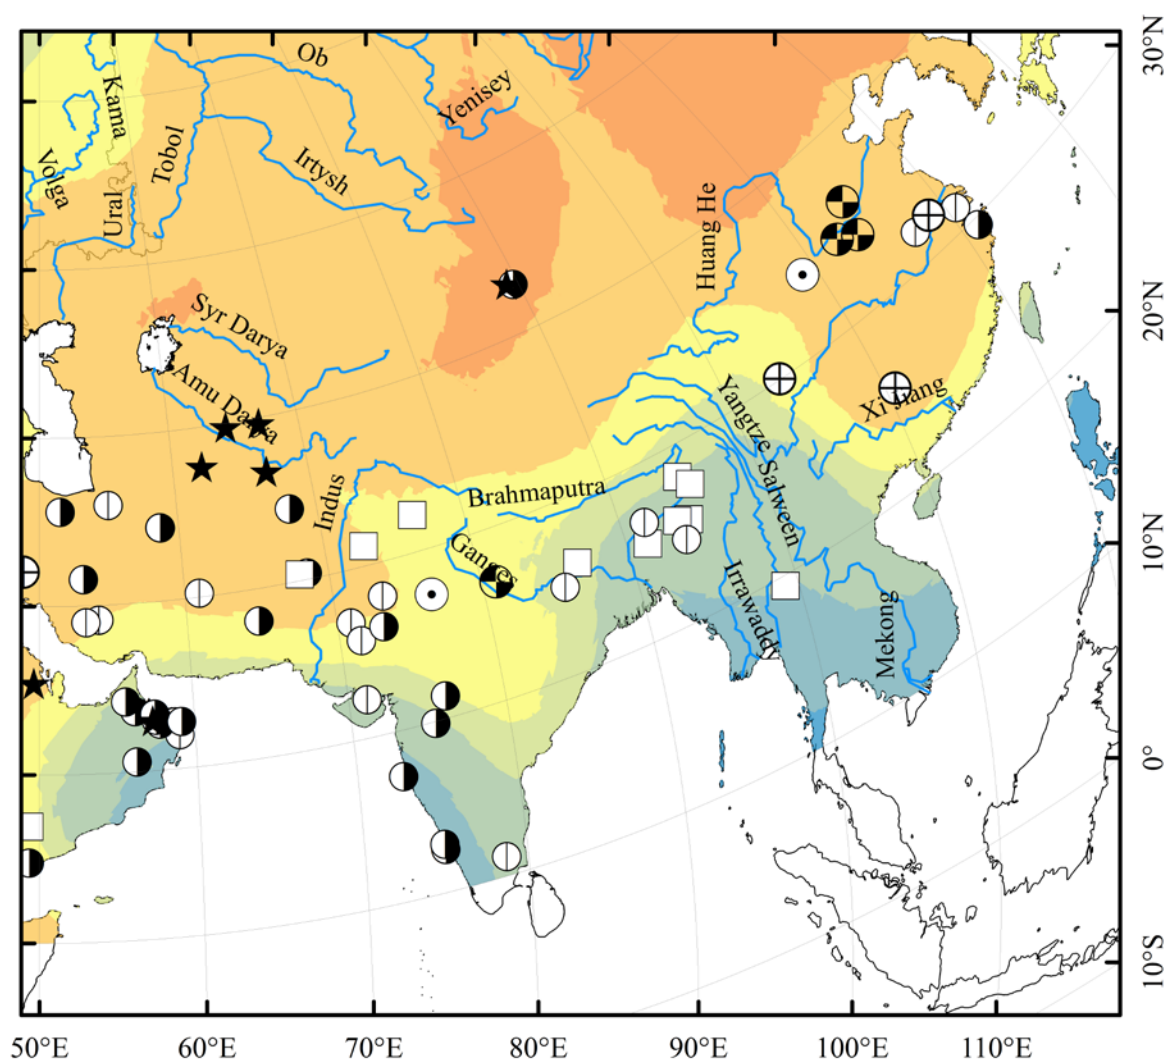 Ob
Kama
Yenisey
Volga
Tobol
Irtysh
Ural
Huang He
Syr Darya
Amu Darya
Yangtze
Xi Jiang
Indus
Brahmaputra
Salween
Ganges
Irrawaddy
Mekong
30°N
20°N
10°N
0°
10°S
50°E
60°E
70°E
80°E
90°E
100°E
110°E